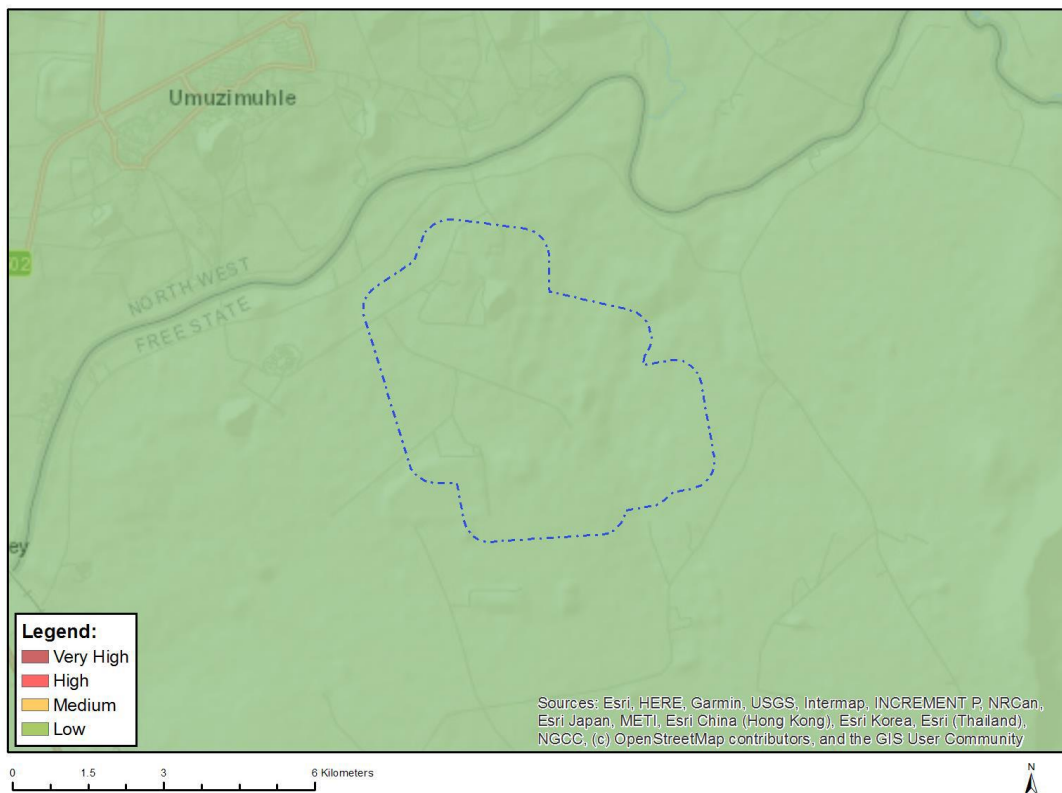 Umuzimuhle
02
NORTH WEST
FREE STATE
ey
Legend:
Very High
High
Medium
Low
Sources: Esri, HERE, Garmin, USGS, Intermap, INCREMENT P, NRCan,
Esri Japan, METI, Esri China (Hong Kong), Esri Korea, Esri (Thailand),
NGCC, (c) OpenStreetMap contributors, and the GIS User Community
0 1.5 3 6 Kilometers
N